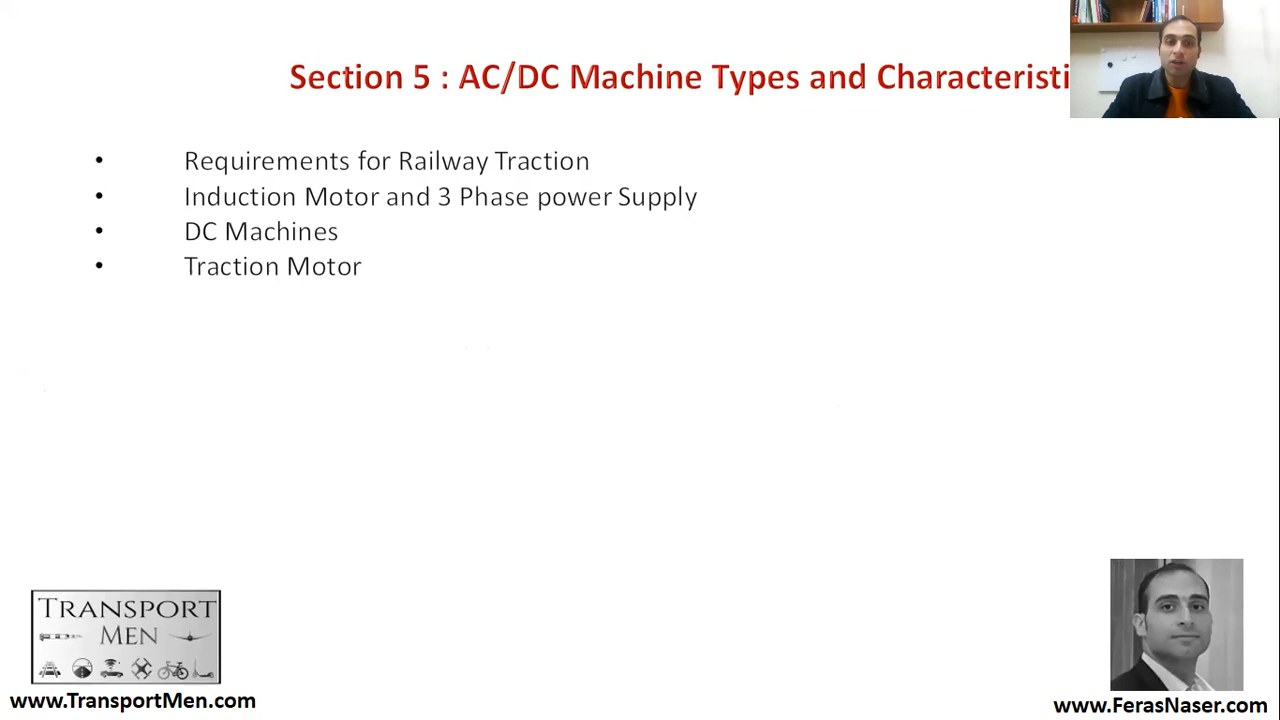 Section 5 : AC/DC Machine Types and Characteristi
• Requirements for Railway Traction
• Induction Motor and 3 Phase power Supply
• DC Machines
• Traction Motor
TRANSPORT
MEN
www.TransportMen.com
www.FerasNaser.com